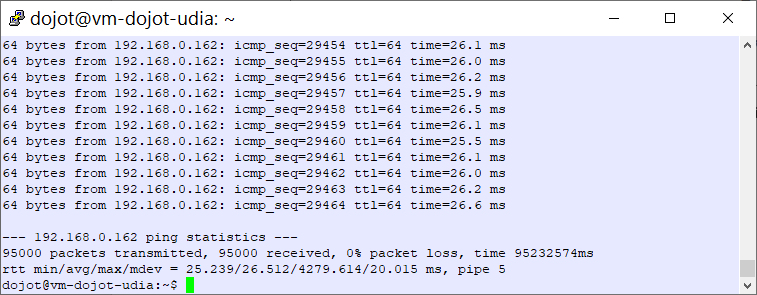 dojot@vm-dojot-udia: ~
64 bytes from 192.168.0.162: icmp_seq=29454 ttl=64 time=26.1 ms
64 bytes from 192.168.0.162: icmp_seq=29455 ttl=64 time=26.0 ms
64 bytes from 192.168.0.162: icmp_seq=29456 ttl=64 time=26.2 ms
64 bytes from 192.168.0.162: icmp_seq=29457 ttl=64 time=25.9 ms
64 bytes from 192.168.0.162: icmp_seq=29458 ttl=64 time=26.5 ms
64 bytes from 192.168.0.162: icmp_seq=29459 ttl=64 time=26.1 ms
64 bytes from 192.168.0.162: icmp_seq=29460 ttl=64 time=25.5 ms
64 bytes from 192.168.0.162: icmp_seq=29461 ttl=64 time=26.1 ms
64 bytes from 192.168.0.162: icmp_seq=29462 ttl=64 time=26.0 ms
64 bytes from 192.168.0.162: icmp_seq=29463 ttl=64 time=26.2 ms
64 bytes from 192.168.0.162: icmp_seq=29464 ttl=64 time=26.6 ms
--- 192.168.0.162 ping statistics ---
95000 packets transmitted, 95000 received, 0% packet loss, time 95232574ms
rtt min/avg/max/mdev = 25.239/26.512/4279.614/20.015 ms, pipe 5
dojot@vm-dojot-udia:~$